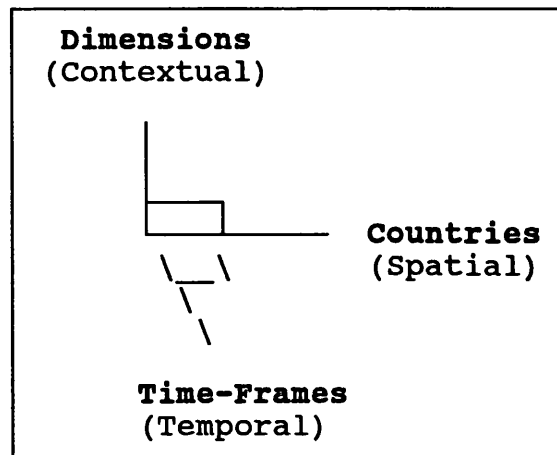 Dimensions
(Contextual)
Countries
(Spatial)
Time-Frames
(Temporal)